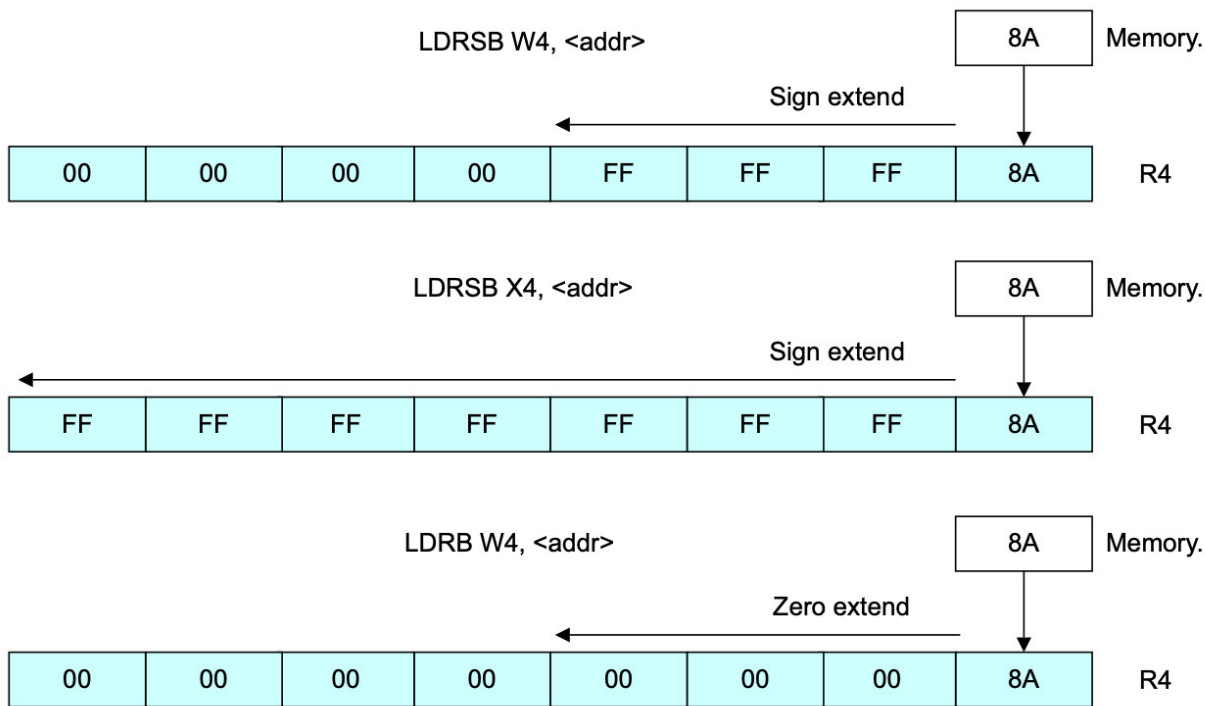 LDRSB W4, <addr> 8A Memory.
Sign extend
00 00 00 00 FF FF FF 8A R4
LDRSB X4, <addr> 8A Memory.
Sign extend
FF FF FF FF FF FF FF 8A R4
LDRB W4, <addr> 8A Memory.
Zero extend
00 00 00 00 00 00 00 8A R4